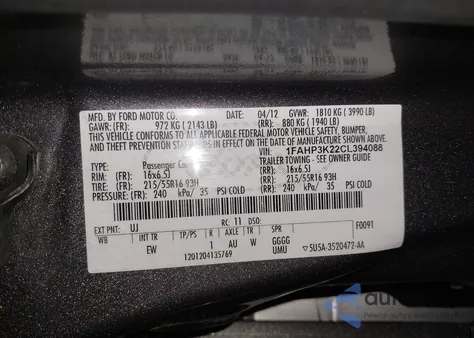 MFD. BY FORD MOTOR CO. 04/12 GVWR: 1810 KG ( 3990 LB)
GAWR:(FR) 972 KG ( 2143 LB) (RR): 880 KG ( 1940 LB)
THIS VEHICLE CONFORMS TO ALL APPLICABLE FEDERAL MOTOR VEHICLE SAFETY, BUMPER,
AND THEFT PREVENTION STANDARDS IN EFFECT ON THE DATE OF MANUFACTURE SHOWN ABOVE.
VIN: 1FAHP3K22CL394088
TYPE: Passenger Car TRAILER TOWING - SEE OWNER GUIDE
RIM: (FR) 16x6.5J (RR) 16x6.5J
TIRE: 215/55R16 93H (RR): 215/55R16 93H
PRESSURE: (FR) 240 kPa/ 35 PSI COLD (RR) 240 kPa/ 35 PSI COLD
EXT PNT: UJ RC: 11 DSO: F0091
WB INT TR TP/PS R AXLE TR SPR
EW 1 AU W GGGG
1201204135769 UMU 5USA-3520472-AA